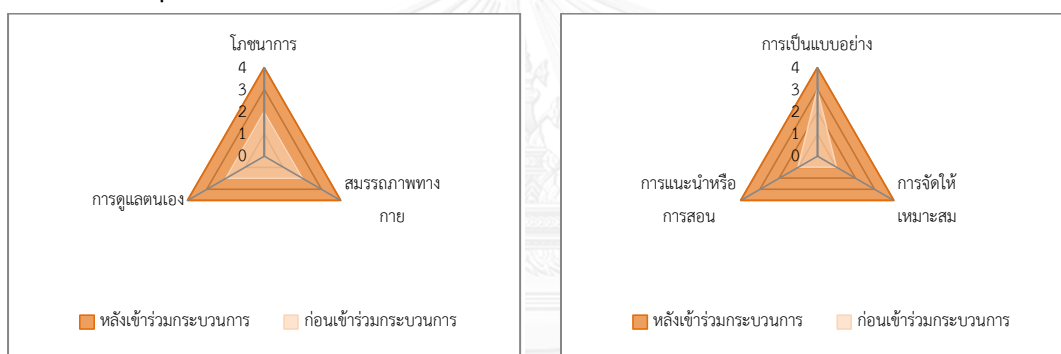 โภชนาการ
4
3
2
1
0
การดูแลตนเอง
สมรรถภาพทาง
กาย
หลังเข้าร่วมกระบวนการ
ก่อนเข้าร่วมกระบวนการ
การเป็นแบบอย่าง
4
3
2
1
0
การแนะนำหรือ
การสอน
การจัดให้
เหมาะสม
หลังเข้าร่วมกระบวนการ
ก่อนเข้าร่วมกระบวนการ